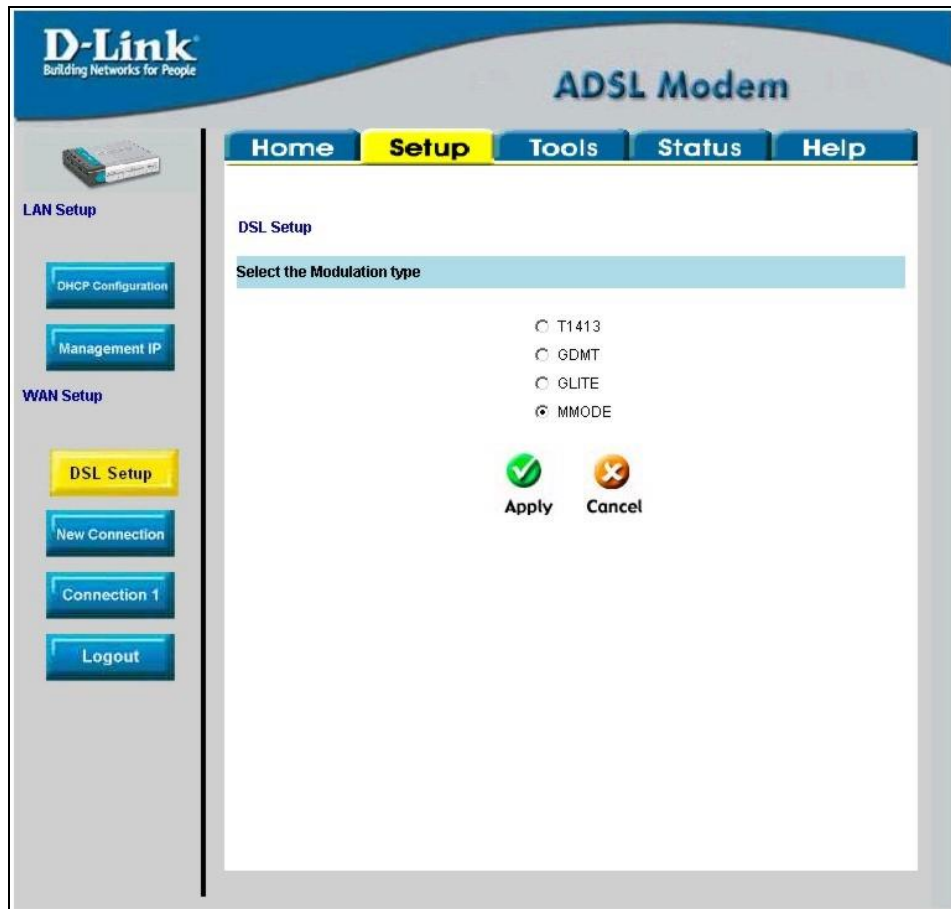 D-Link
Building Networks for People
ADSL Modem
Home Setup Tools Status Help
LAN Setup
DHCP Configuration
Management IP
WAN Setup
DSL Setup
New Connection
Connection 1
Logout
DSL Setup
Select the Modulation type
T1413
GDMT
GLITE
MMODE
Apply Cancel